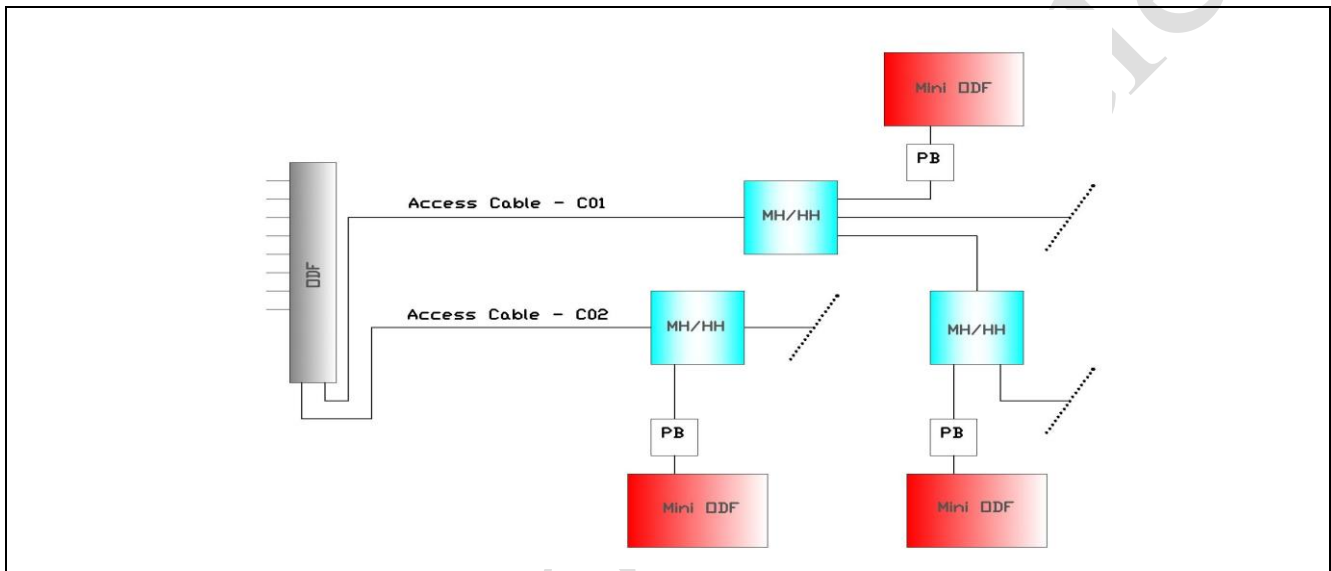 Mini ODF
PB
Access Cable - C01
MH/HH
ODF
Access Cable - C02
MH/HH
MH/HH
PB
PB
Mini ODF
Mini ODF